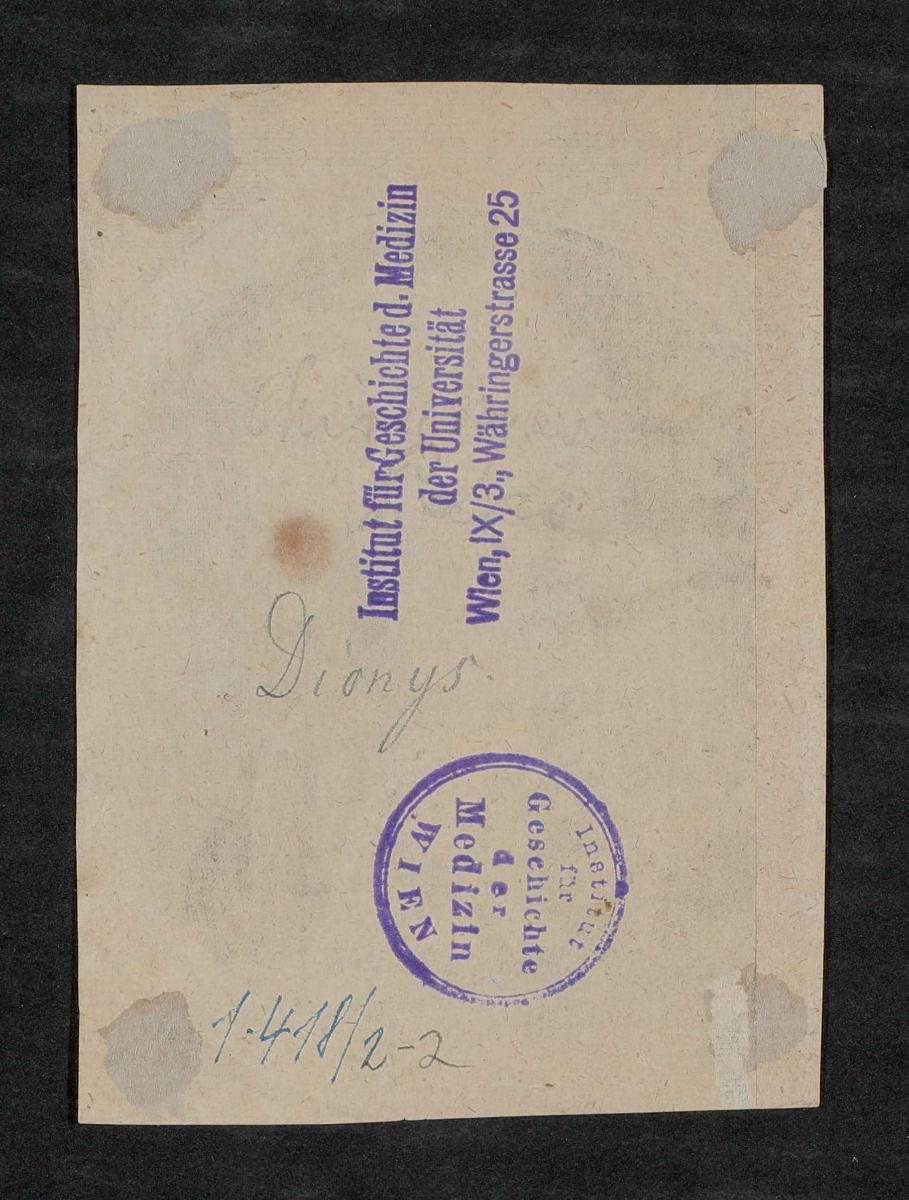 Institut für Geschichte d. Medizin
der Universität
Wien, IX/3., Währingerstrasse 25
Dionys.
Institut
für
Geschichte
der
Medizin
WIEN
1.418/2-2